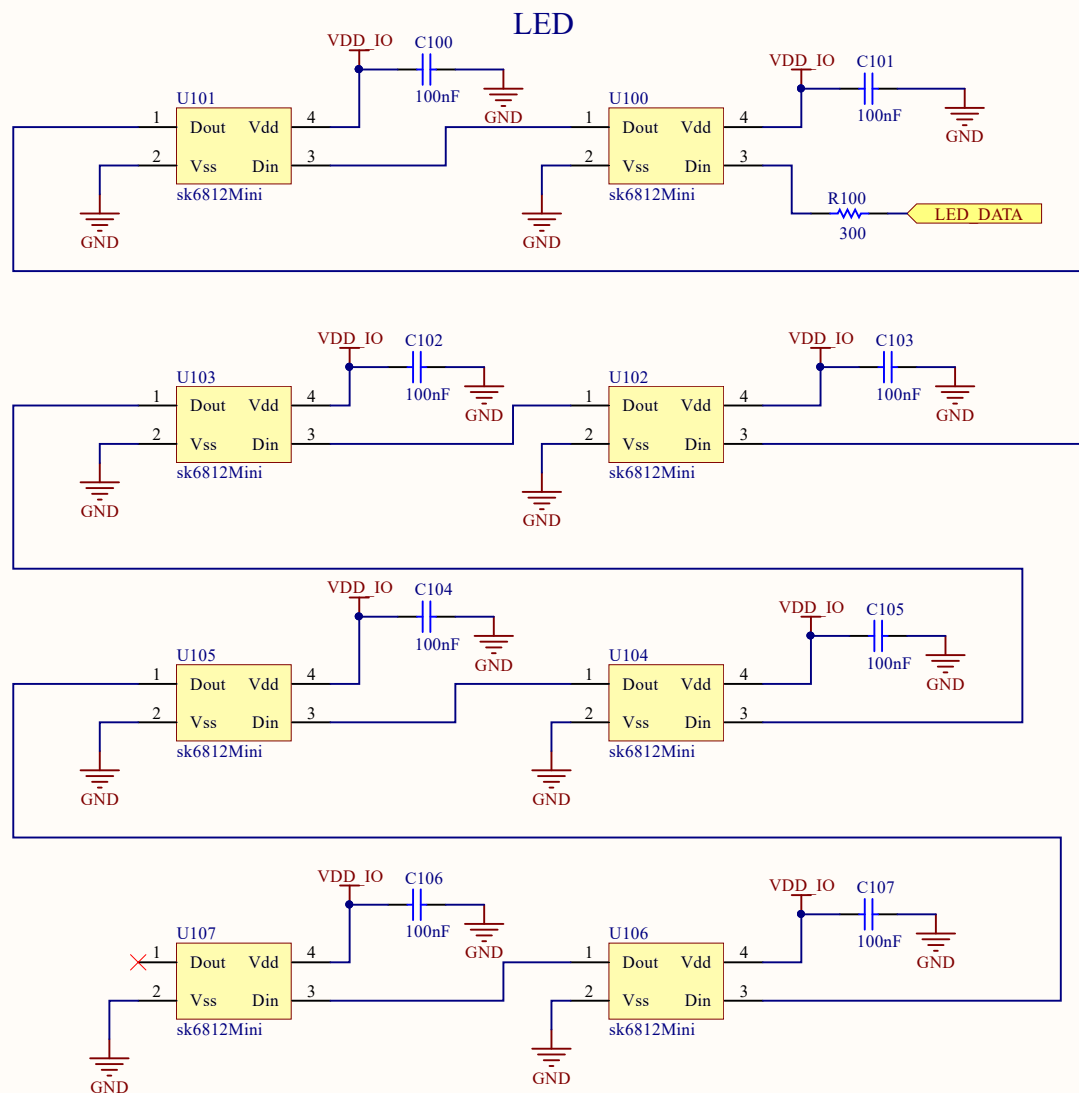 LED
VDD_IO
C100
100nF
GND
U101
1 Dout Vdd 4
2 Vss Din 3
sk6812Mini
GND
VDD_IO
C101
100nF
GND
U100
1 Dout Vdd 4
2 Vss Din 3
sk6812Mini
GND
R100
300
LED_DATA
VDD_IO
C102
100nF
GND
U103
1 Dout Vdd 4
2 Vss Din 3
sk6812Mini
GND
VDD_IO
C103
100nF
GND
U102
1 Dout Vdd 4
2 Vss Din 3
sk6812Mini
GND
VDD_IO
C104
100nF
GND
U105
1 Dout Vdd 4
2 Vss Din 3
sk6812Mini
GND
VDD_IO
C105
100nF
GND
U104
1 Dout Vdd 4
2 Vss Din 3
sk6812Mini
GND
VDD_IO
C106
100nF
GND
U107
1 Dout Vdd 4
2 Vss Din 3
sk6812Mini
GND
VDD_IO
C107
100nF
GND
U106
1 Dout Vdd 4
2 Vss Din 3
sk6812Mini
GND